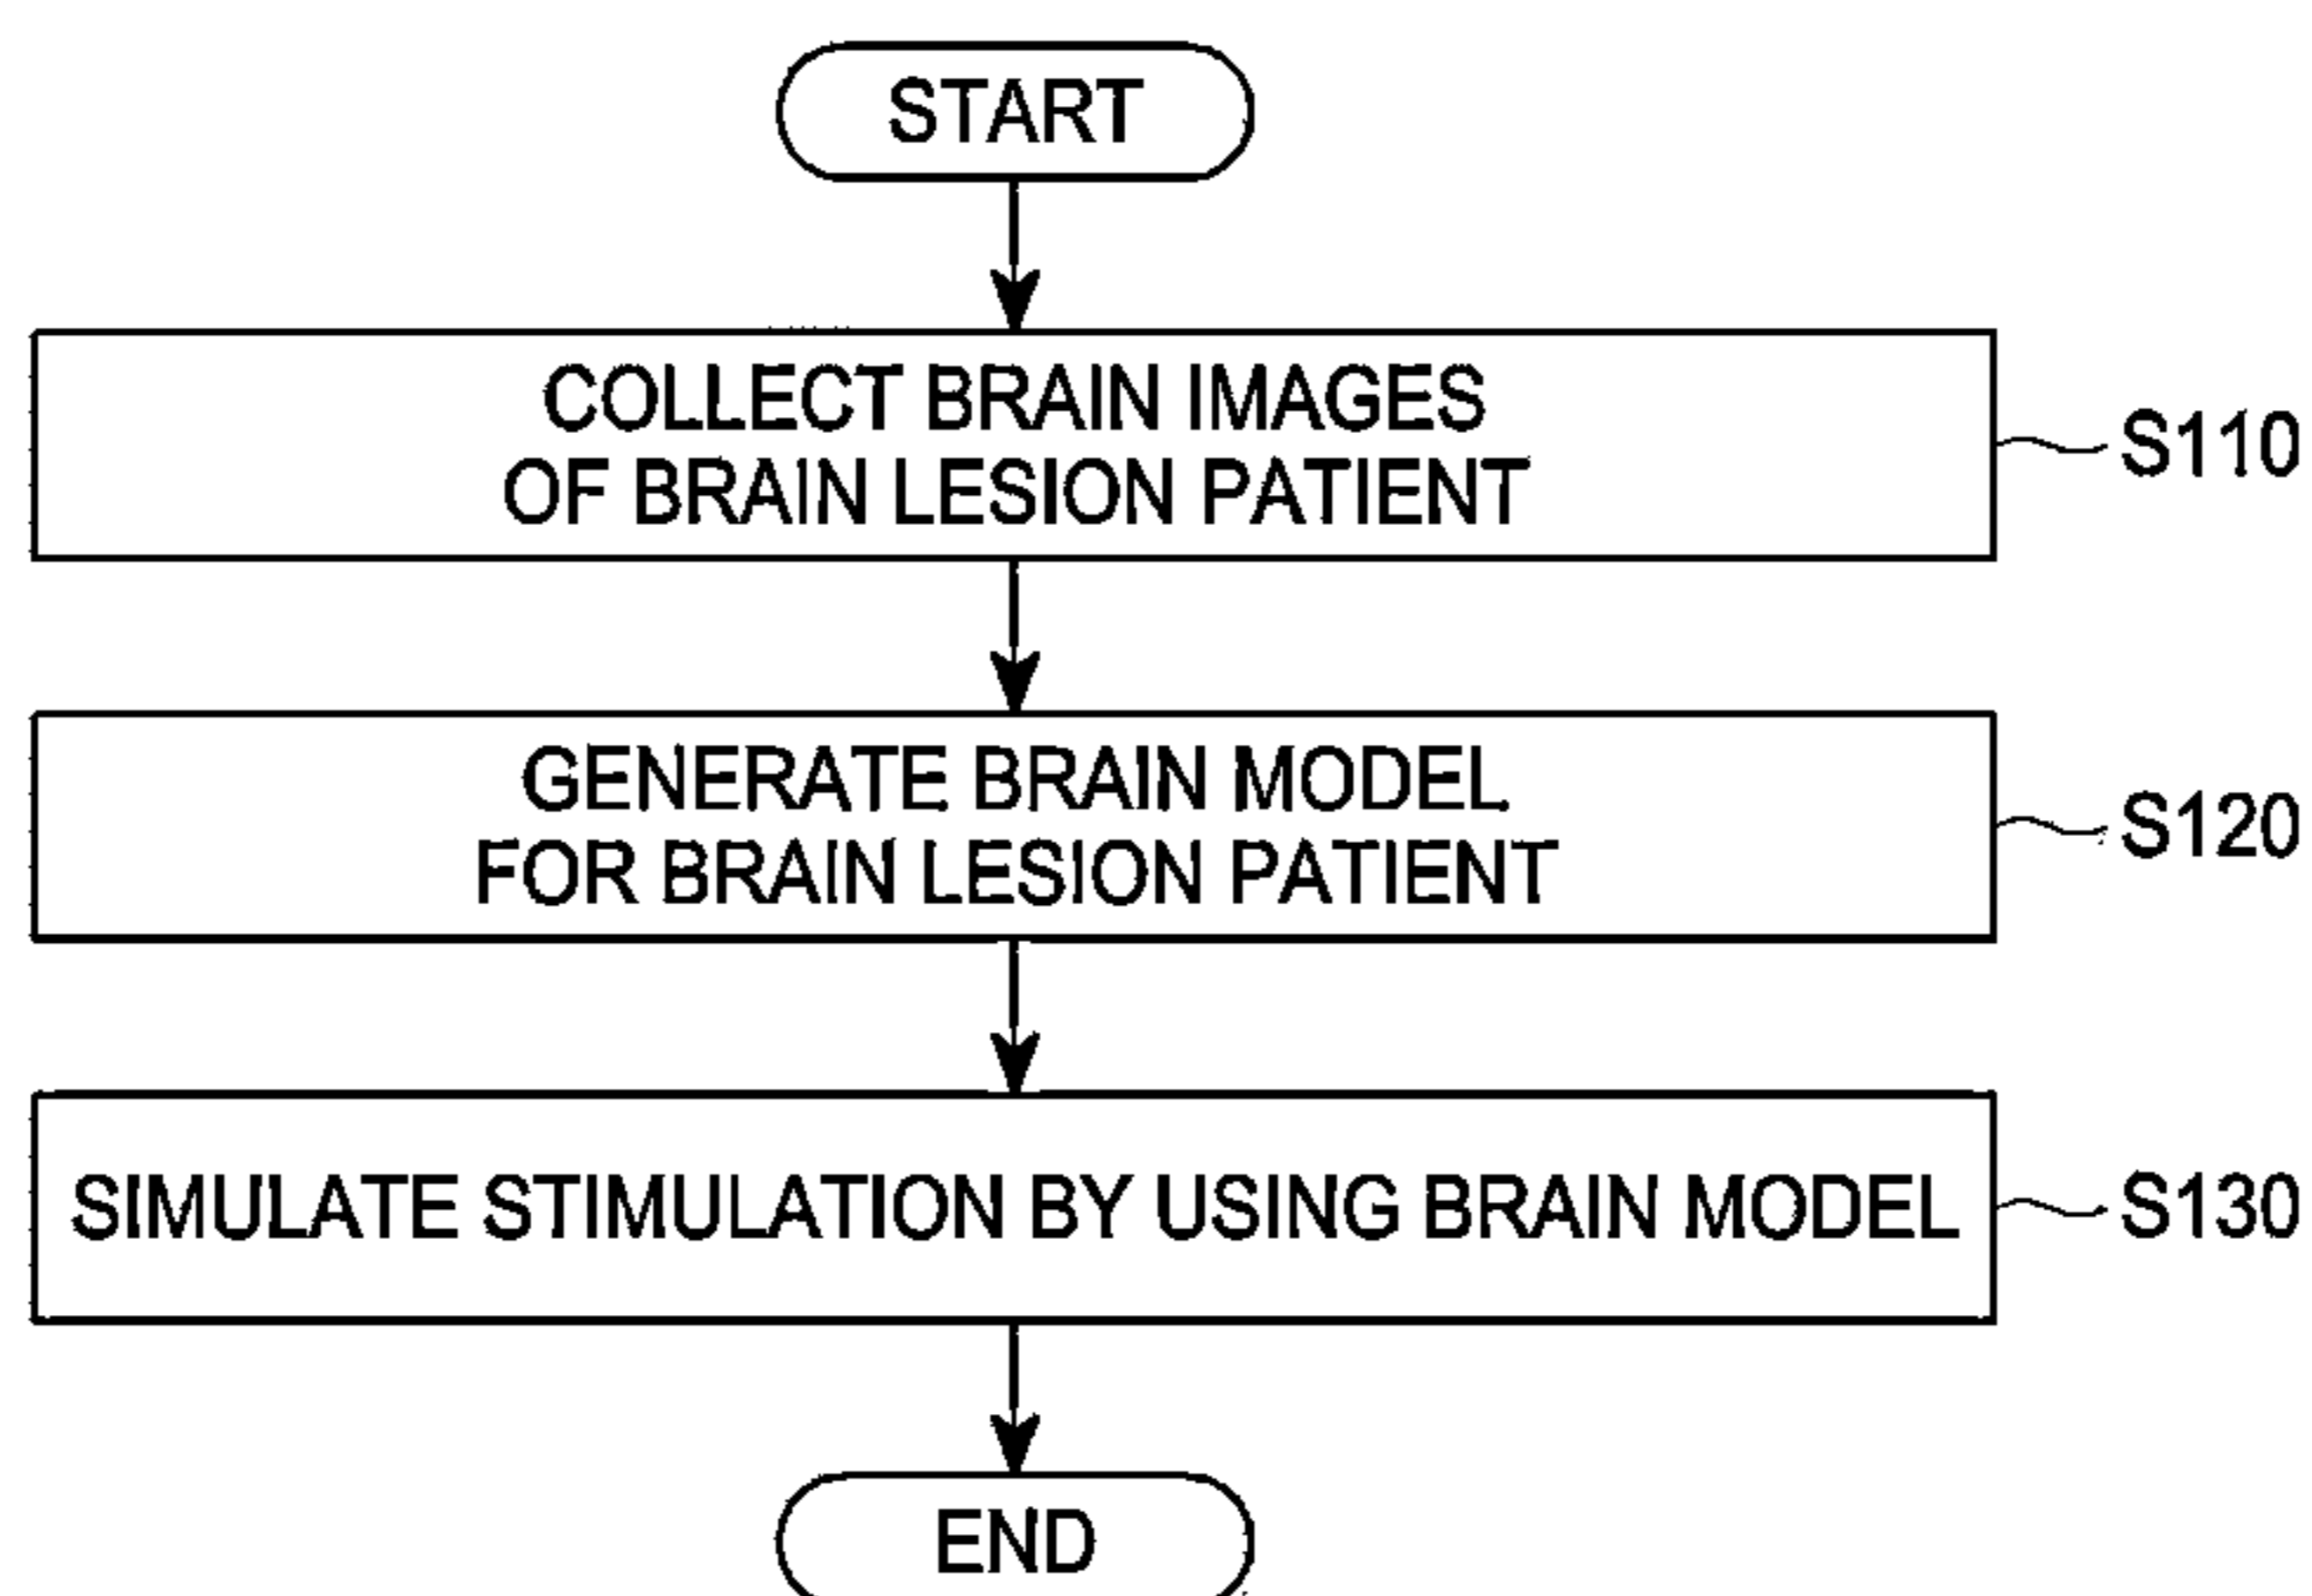 START
COLLECT BRAIN IMAGES
OF BRAIN LESION PATIENT
S110
GENERATE BRAIN MODEL
FOR BRAIN LESION PATIENT
S120
SIMULATE STIMULATION BY USING BRAIN MODEL
S130
END